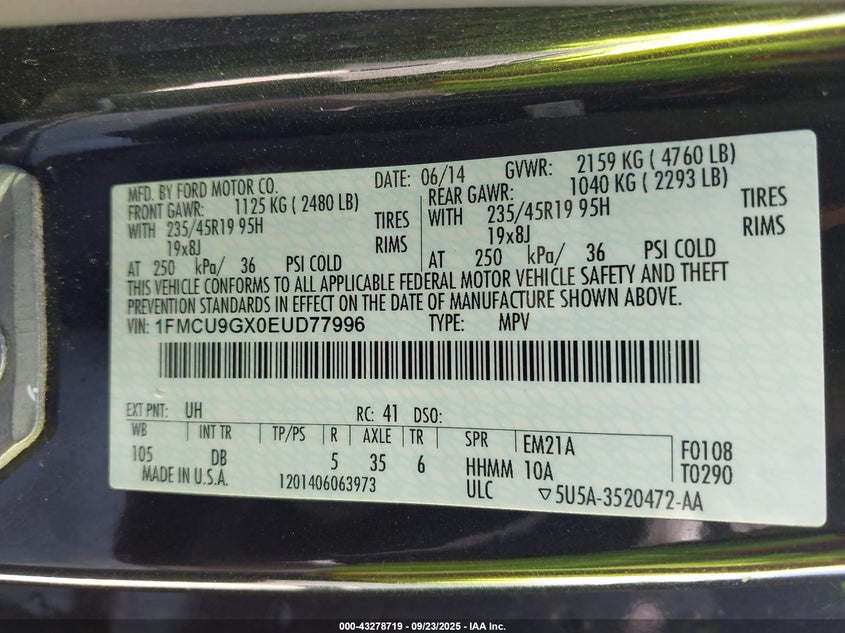 MFD. BY FORD MOTOR CO. DATE: 06/14 GVWR: 2159 KG ( 4760 LB)
FRONT GAWR: 1125 KG ( 2480 LB) REAR GAWR: 1040 KG ( 2293 LB)
WITH 235/45R19 95H TIRES WITH 235/45R19 95H TIRES
19x8J RIMS 19x8J RIMS
AT 250 kPa/ 36 PSI COLD AT 250 kPa/ 36 PSI COLD
THIS VEHICLE CONFORMS TO ALL APPLICABLE FEDERAL MOTOR VEHICLE SAFETY AND THEFT
PREVENTION STANDARDS IN EFFECT ON THE DATE OF MANUFACTURE SHOWN ABOVE.
VIN: 1FMCU9GX0EUD77996 TYPE: MPV
EXT PNT: UH RC: 41 DSO:
WB INT TR TP/PS R AXLE TR SPR EM21A F0108
105 DB 5 35 6 HHMM 10A T0290
MADE IN U.S.A. 1201406063973 ULC ▽5U5A-3520472-AA
000-43278719 - 09/23/2025 - IAA Inc.